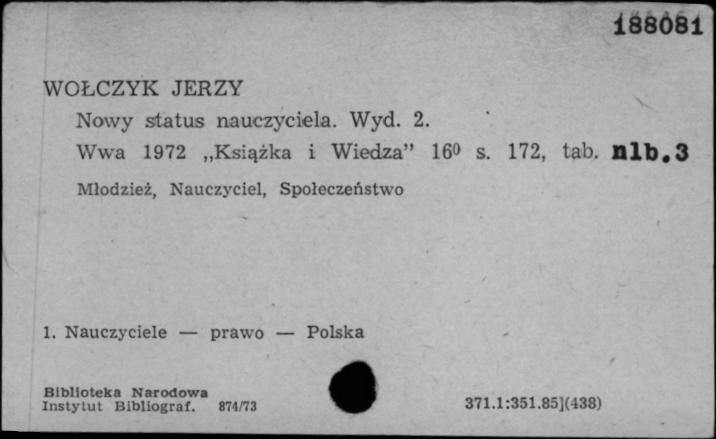 188081
WOŁCZYK JERZY
Nowy status nauczyciela. Wyd. 2.
Wwa 1972 „Książka i Wiedza” 16⁰ s. 172, tab. nlb.3
Młodzież, Nauczyciel, Społeczeństwo
1. Nauczyciele — prawo — Polska
Biblioteka Narodowa
Instytut Bibliograf. 874/73
371.1:351.85](438)